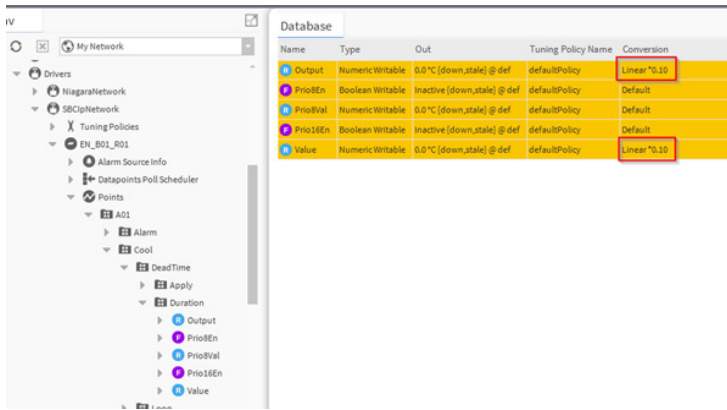 av
My Network
Drivers
NiagaraNetwork
SBCIpNetwork
Tuning Policies
EN_B01_R01
Alarm Source Info
Datapoints Poll Scheduler
Points
A01
Alarm
Cool
DeadTime
Apply
Duration
Output
Prio8En
Prio8Val
Prio16En
Value
Loop
Database
Name Type Out Tuning Policy Name Conversion
R Output Numeric Writable 0.0 °C {down,stale} @ def defaultPolicy Linear *0.10
F Prio8En Boolean Writable Inactive {down,stale} @ def defaultPolicy Default
R Prio8Val Numeric Writable 0.0 °C {down,stale} @ def defaultPolicy Default
F Prio16En Boolean Writable Inactive {down,stale} @ def defaultPolicy Default
R Value Numeric Writable 0.0 °C {down,stale} @ def defaultPolicy Linear *0.10